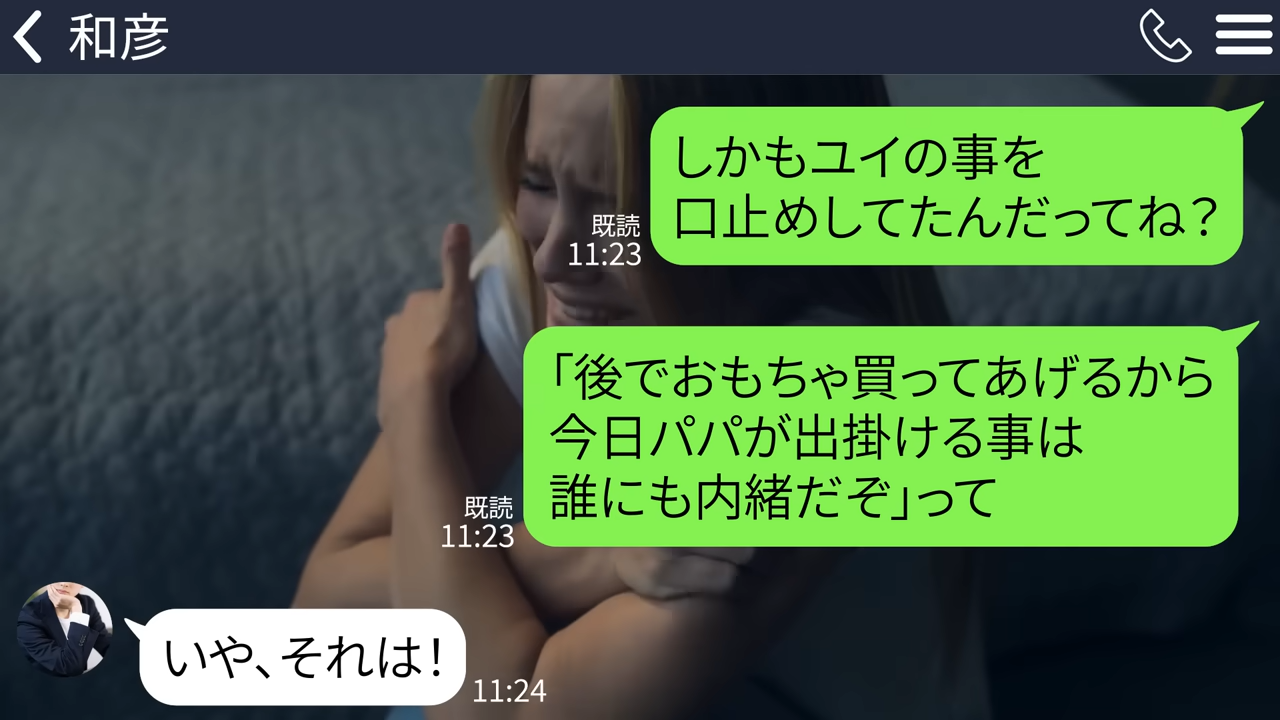 和彦
しかもユイの事を
口止めしてたんだってね？
既読
11:23
「後でおもちゃ買ってあげるから
今日パパが出掛ける事は
誰にも内緒だぞ」って
既読
11:23
いや、それは！
11:24